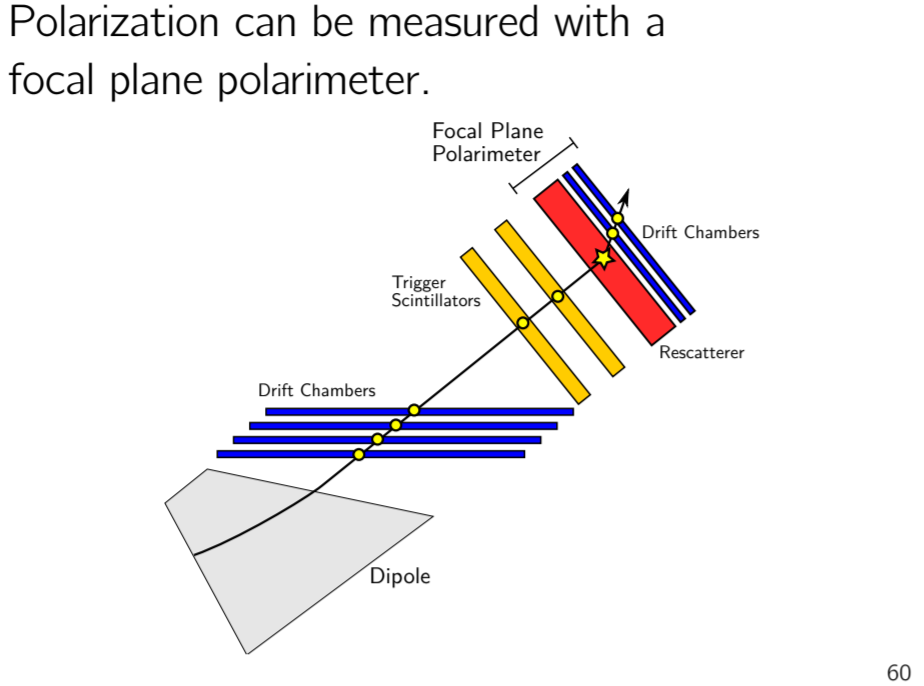 Polarization can be measured with a
focal plane polarimeter.
Focal Plane
Polarimeter
Drift Chambers
Trigger
Scintillators
Rescatterer
Drift Chambers
Dipole
60